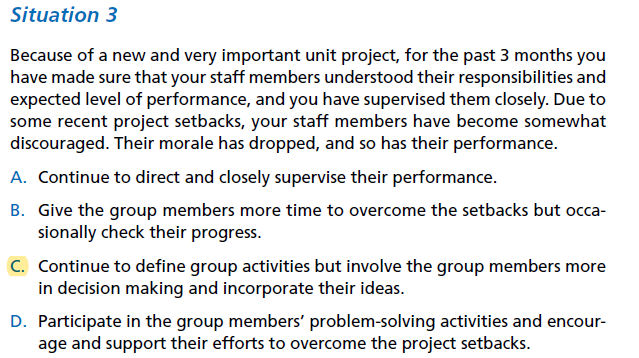 Situation 3
Because of a new and very important unit project, for the past 3 months you
have made sure that your staff members understood their responsibilities and
expected level of performance, and you have supervised them closely. Due to
some recent project setbacks, your staff members have become somewhat
discouraged. Their morale has dropped, and so has their performance.
A. Continue to direct and closely supervise their performance.
B. Give the group members more time to overcome the setbacks but occa-
sionally check their progress.
C. Continue to define group activities but involve the group members more
in decision making and incorporate their ideas.
D. Participate in the group members’ problem-solving activities and encour-
age and support their efforts to overcome the project setbacks.